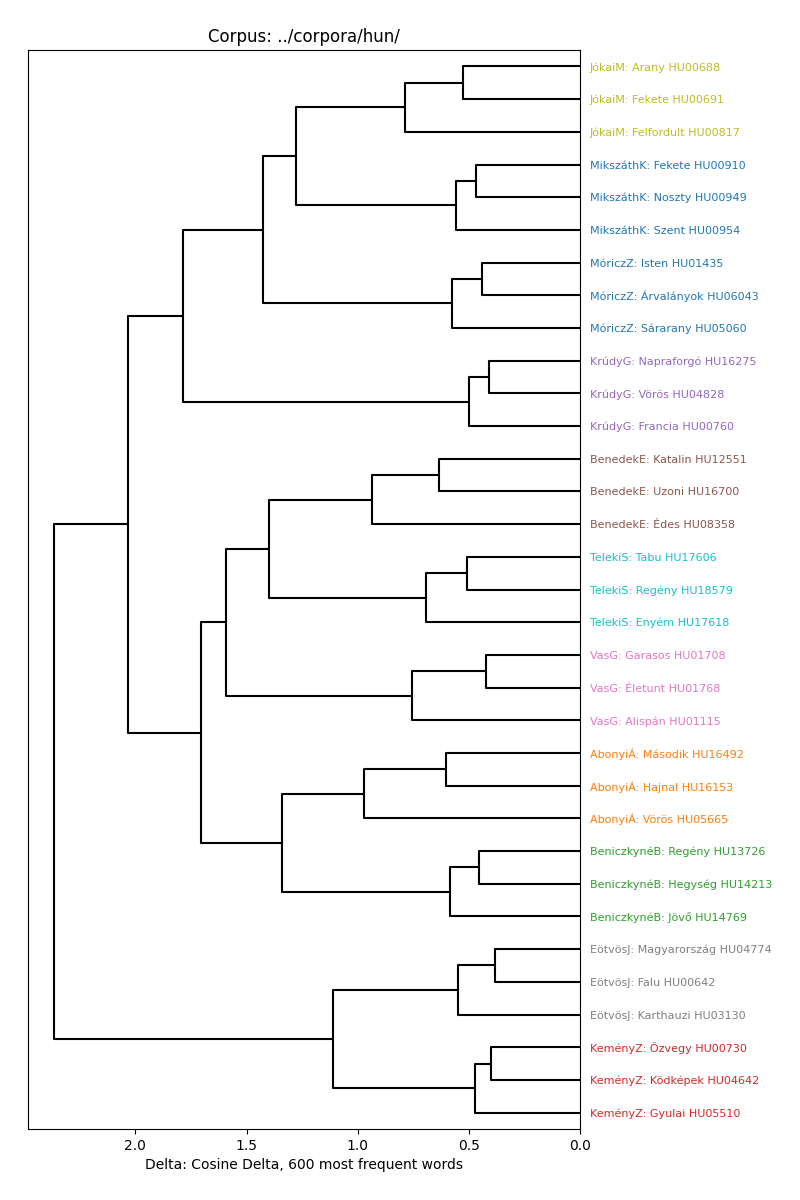 Corpus: ../corpora/hun/
JókaiM: Arany HU00688
JókaiM: Fekete HU00691
JókaiM: Felfordult HU00817
MikszáthK: Fekete HU00910
MikszáthK: Noszty HU00949
MikszáthK: Szent HU00954
MóriczZ: Isten HU01435
MóriczZ: Árvalányok HU06043
MóriczZ: Sárarany HU05060
KrúdyG: Napraforgó HU16275
KrúdyG: Vörös HU04828
KrúdyG: Francia HU00760
BenedekE: Katalin HU12551
BenedekE: Uzoni HU16700
BenedekE: Édes HU08358
TelekiS: Tabu HU17606
TelekiS: Regény HU18579
TelekiS: Enyém HU17618
VasG: Garasos HU01708
VasG: Életunt HU01768
VasG: Alispán HU01115
AbonyiÁ: Második HU16492
AbonyiÁ: Hajnal HU16153
AbonyiÁ: Vörös HU05665
BeniczkynéB: Regény HU13726
BeniczkynéB: Hegység HU14213
BeniczkynéB: Jövő HU14769
EötvösJ: Magyarország HU04774
EötvösJ: Falu HU00642
EötvösJ: Karthauzi HU03130
KeményZ: Özvegy HU00730
KeményZ: Ködképek HU04642
KeményZ: Gyulai HU05510
2.0 1.5 1.0 0.5 0.0
Delta: Cosine Delta, 600 most frequent words